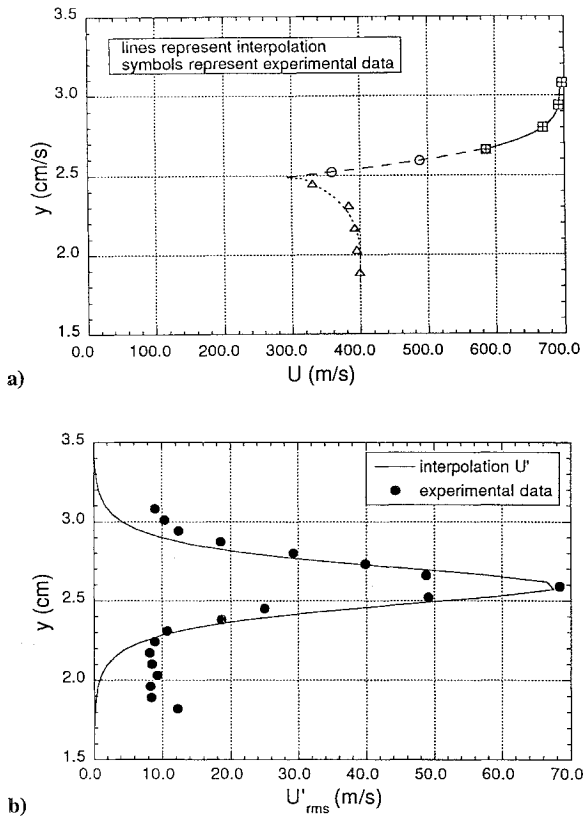 lines represent interpolation
symbols represent experimental data
3.5
3.0
2.5
2.0
1.5
y (cm/s)
0.0 100.0 200.0 300.0 400.0 500.0 600.0 700.0
U (m/s)
a)
interpolation U'
experimental data
3.5
3.0
2.5
2.0
1.5
y (cm)
0.0 10.0 20.0 30.0 40.0 50.0 60.0 70.0
U'rms (m/s)
b)